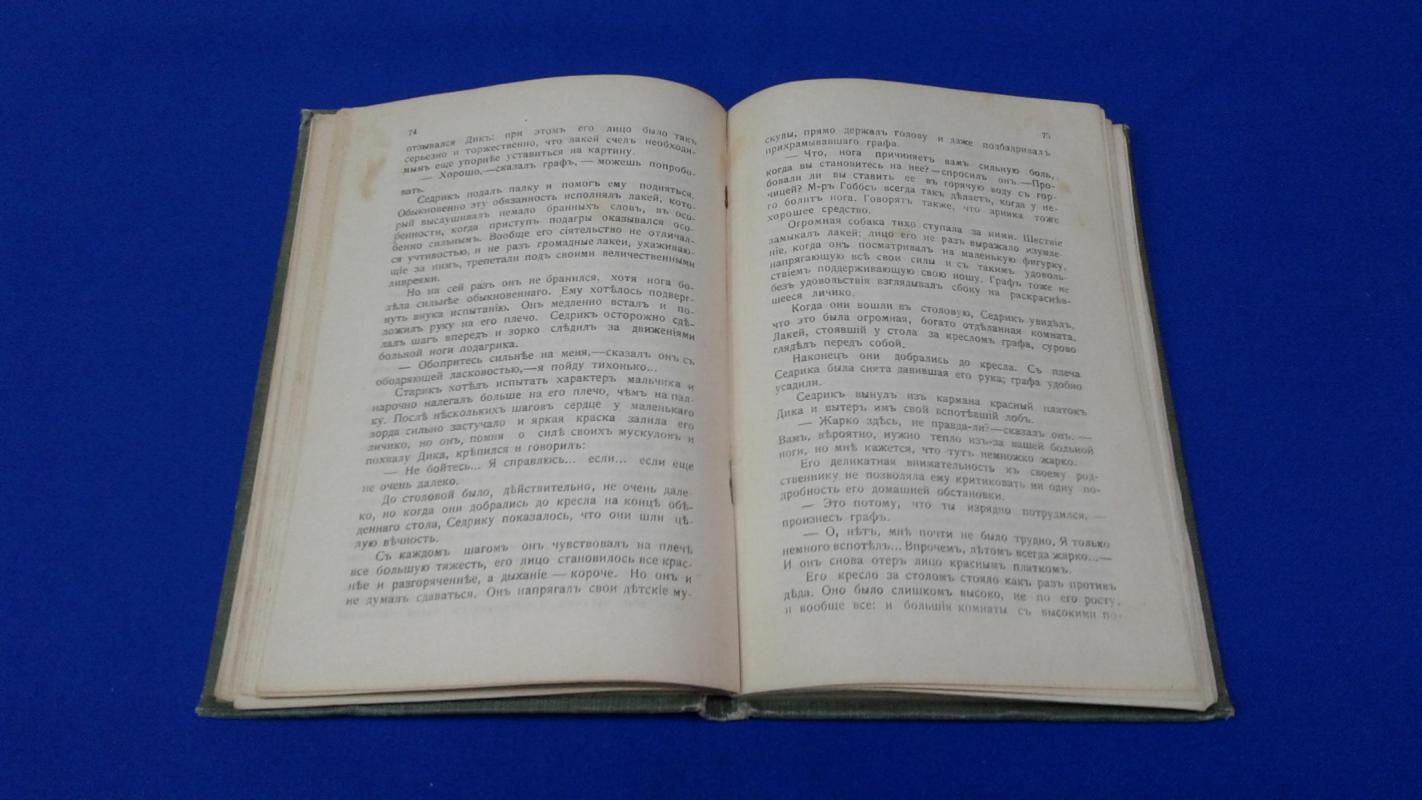 74
отзывался Дикъ: при этомъ его лицо было такъ
серьезно и торжественно, что лакей счелъ необходи-
мымъ еще упорнѣе уставиться на картину.
— Хорошо,—сказалъ графъ, — можешь попробо-
вать.
Седрикъ подалъ палку и помогъ ему подняться.
Обыкновенно эту обязанность исполнялъ лакей, кото-
рый выслушивалъ немало бранныхъ словъ, въ осо-
бенности, когда приступъ подагры оказывался осо-
бенно сильнымъ. Вообще его сіятельство не отличал-
ся учтивостью, и не разъ громадные лакеи, ухаживаю-
щіе за нимъ, трепетали подъ своими величественными
ливреями.
Но на сей разъ онъ не бранился, хотя нога бо-
лѣла сильнѣе обыкновеннаго. Ему хотѣлось подверг-
нуть внука испытанію. Онъ медленно всталъ и по-
ложилъ руку на его плечо. Седрикъ осторожно сдѣ-
лалъ шагъ впередъ и зорко слѣдилъ за движеніями
больной ноги подагрика.
— Обопритесь сильнѣе на меня,—сказалъ онъ съ
ободряющей ласковостью,—я пойду тихонько...
Старикъ хотѣлъ испытать характеръ мальчика и
нарочно налегалъ больше на его плечо, чѣмъ на пал-
ку. Послѣ нѣсколькихъ шаговъ сердце у маленькаго
лорда сильно застучало и яркая краска залила его
личико, но онъ, помня о силѣ своихъ мускуловъ и
похвалу Дика, крѣпился и говорилъ:
— Не бойтесь... Я справлюсь... если... если еще
не очень далеко.
До столовой было, дѣйствительно, не очень дале-
ко, но когда они добрались до кресла на концѣ обѣ-
деннаго стола, Седрику показалось, что они шли цѣ-
лую вѣчность.
Съ каждомъ шагомъ онъ чувствовалъ на плечѣ
все большую тяжесть, его лицо становилось все крас-
нѣе и разгоряченнѣе, а дыханіе — короче. Но онъ и
не думалъ сдаваться. Онъ напрягалъ свои дѣтскіе му-
75
скулы, прямо держалъ голову и даже позбадривалъ
прихрамывавшаго графа.
— Что, нога причиняетъ вамъ сильную боль,
когда вы становитесь на нее?—спросилъ онъ.—Про-
бовали ли вы ставить ее въ горячую воду съ гор-
чицей? М-ръ Гоббсъ всегда такъ дѣлаетъ, когда у не-
го болитъ нога. Говорятъ также, что арника тоже
хорошее средство.
Огромная собака тихо ступала за ними. Шествіе
замыкалъ лакей; лицо его не разъ выражало изумле-
ніе, когда онъ посматривалъ на маленькую фигурку,
напрягающую всѣ свои силы и съ такимъ удоволь-
ствіемъ поддерживающую свою ношу. Графъ тоже не
безъ удовольствія взглядывалъ сбоку на раскраснѣв-
шееся личико.
Когда они вошли въ столовую, Седрикъ увидѣлъ,
что это была огромная, богато отдѣланная комната.
Лакей, стоявшій у стола за кресломъ графа, сурово
глядѣлъ передъ собой.
Наконецъ они добрались до кресла. Съ плеча
Седрика была снята давившая его рука; графа удобно
усадили.
Седрикъ вынулъ изъ кармана красный платокъ
Дика и вытеръ имъ свой вспотѣвшій лобъ.
— Жарко здѣсь, не правда-ли?—сказалъ онъ. —
Вамъ, вѣроятно, нужно тепло изъ-за вашей больной
ноги, но мнѣ кажется, что тутъ немножко жарко.
Его деликатная внимательность къ своему род-
ственнику не позволяла ему критиковать ни одну по-
дробность его домашней обстановки.
— Это потому, что ты изрядно потрудился, —
произнесъ графъ.
— О, нѣтъ, мнѣ почти не было трудно. Я только
немного вспотѣлъ... Впрочемъ, лѣтомъ всегда жарко...—
И онъ снова отеръ лицо краснымъ платкомъ.
Его кресло за столомъ стояло какъ разъ противъ
дѣда. Оно было слишкомъ высоко, не по его росту,
и вообще все: и большія комнаты съ высокими по-